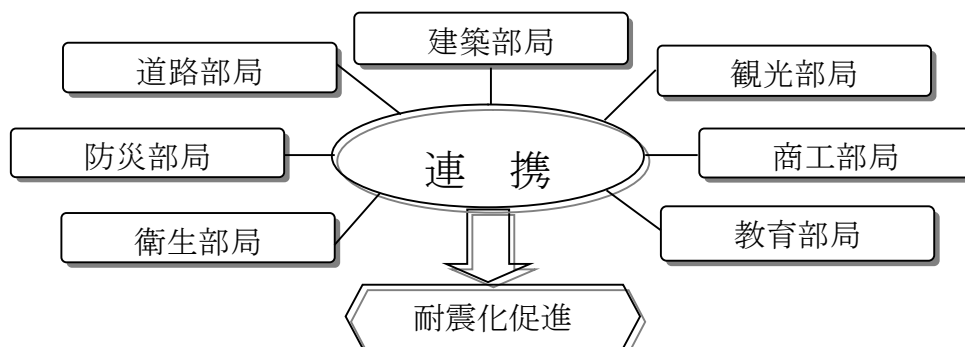 建築部局
道路部局
観光部局
防災部局
連　携
商工部局
衛生部局
教育部局
耐震化促進